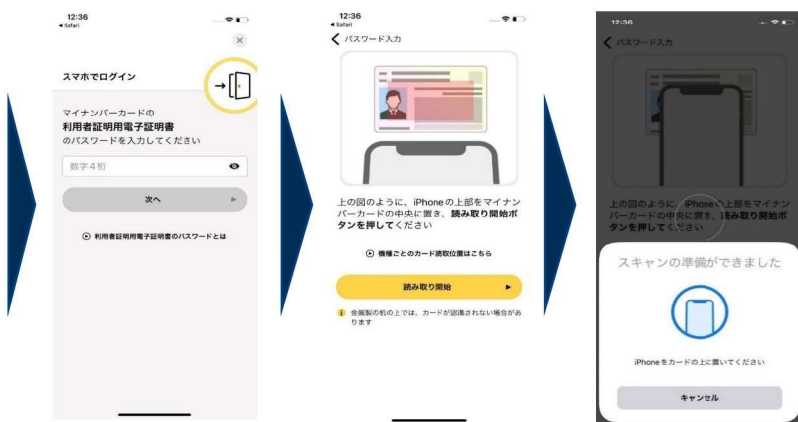 12:36
◀ Safari
スマホでログイン
マイナンバーカードの
利用者証明用電子証明書
のパスワードを入力してください
数字4桁
次へ
利用者証明用電子証明書のパスワードとは
12:36
◀ Safari
パスワード入力
上の図のように、iPhoneの上部をマイナン
バーカードの中央に置き、読み取り開始ボ
タンを押してください
機種ごとのカード読取位置はこちら
読み取り開始
金属製の机の上では、カードが認識されない場合があ
ります
12:36
パスワード入力
上の図のように、iPhoneの上部をマイナン
バーカードの中央に置き、読み取り開始ボ
タンを押してください
スキャンの準備ができました
iPhoneをカードの上に置いてください
キャンセル